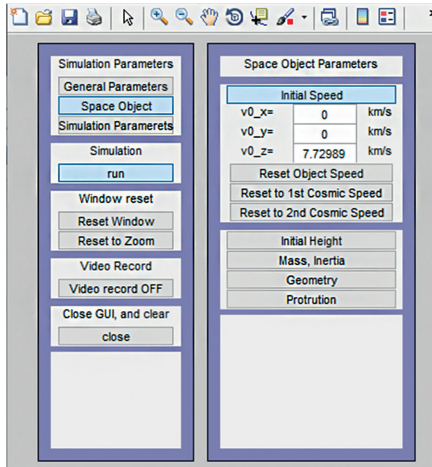 Simulation Parameters
General Parameters
Space Object
Simulation Paramerets
Simulation
run
Window reset
Reset Window
Reset to Zoom
Video Record
Video record OFF
Close GUI, and clear
close
Space Object Parameters
Initial Speed
v0_x= 0 km/s
v0_y= 0 km/s
v0_z= 7.72989 km/s
Reset Object Speed
Reset to 1st Cosmic Speed
Reset to 2nd Cosmic Speed
Initial Height
Mass, Inertia
Geometry
Protrution